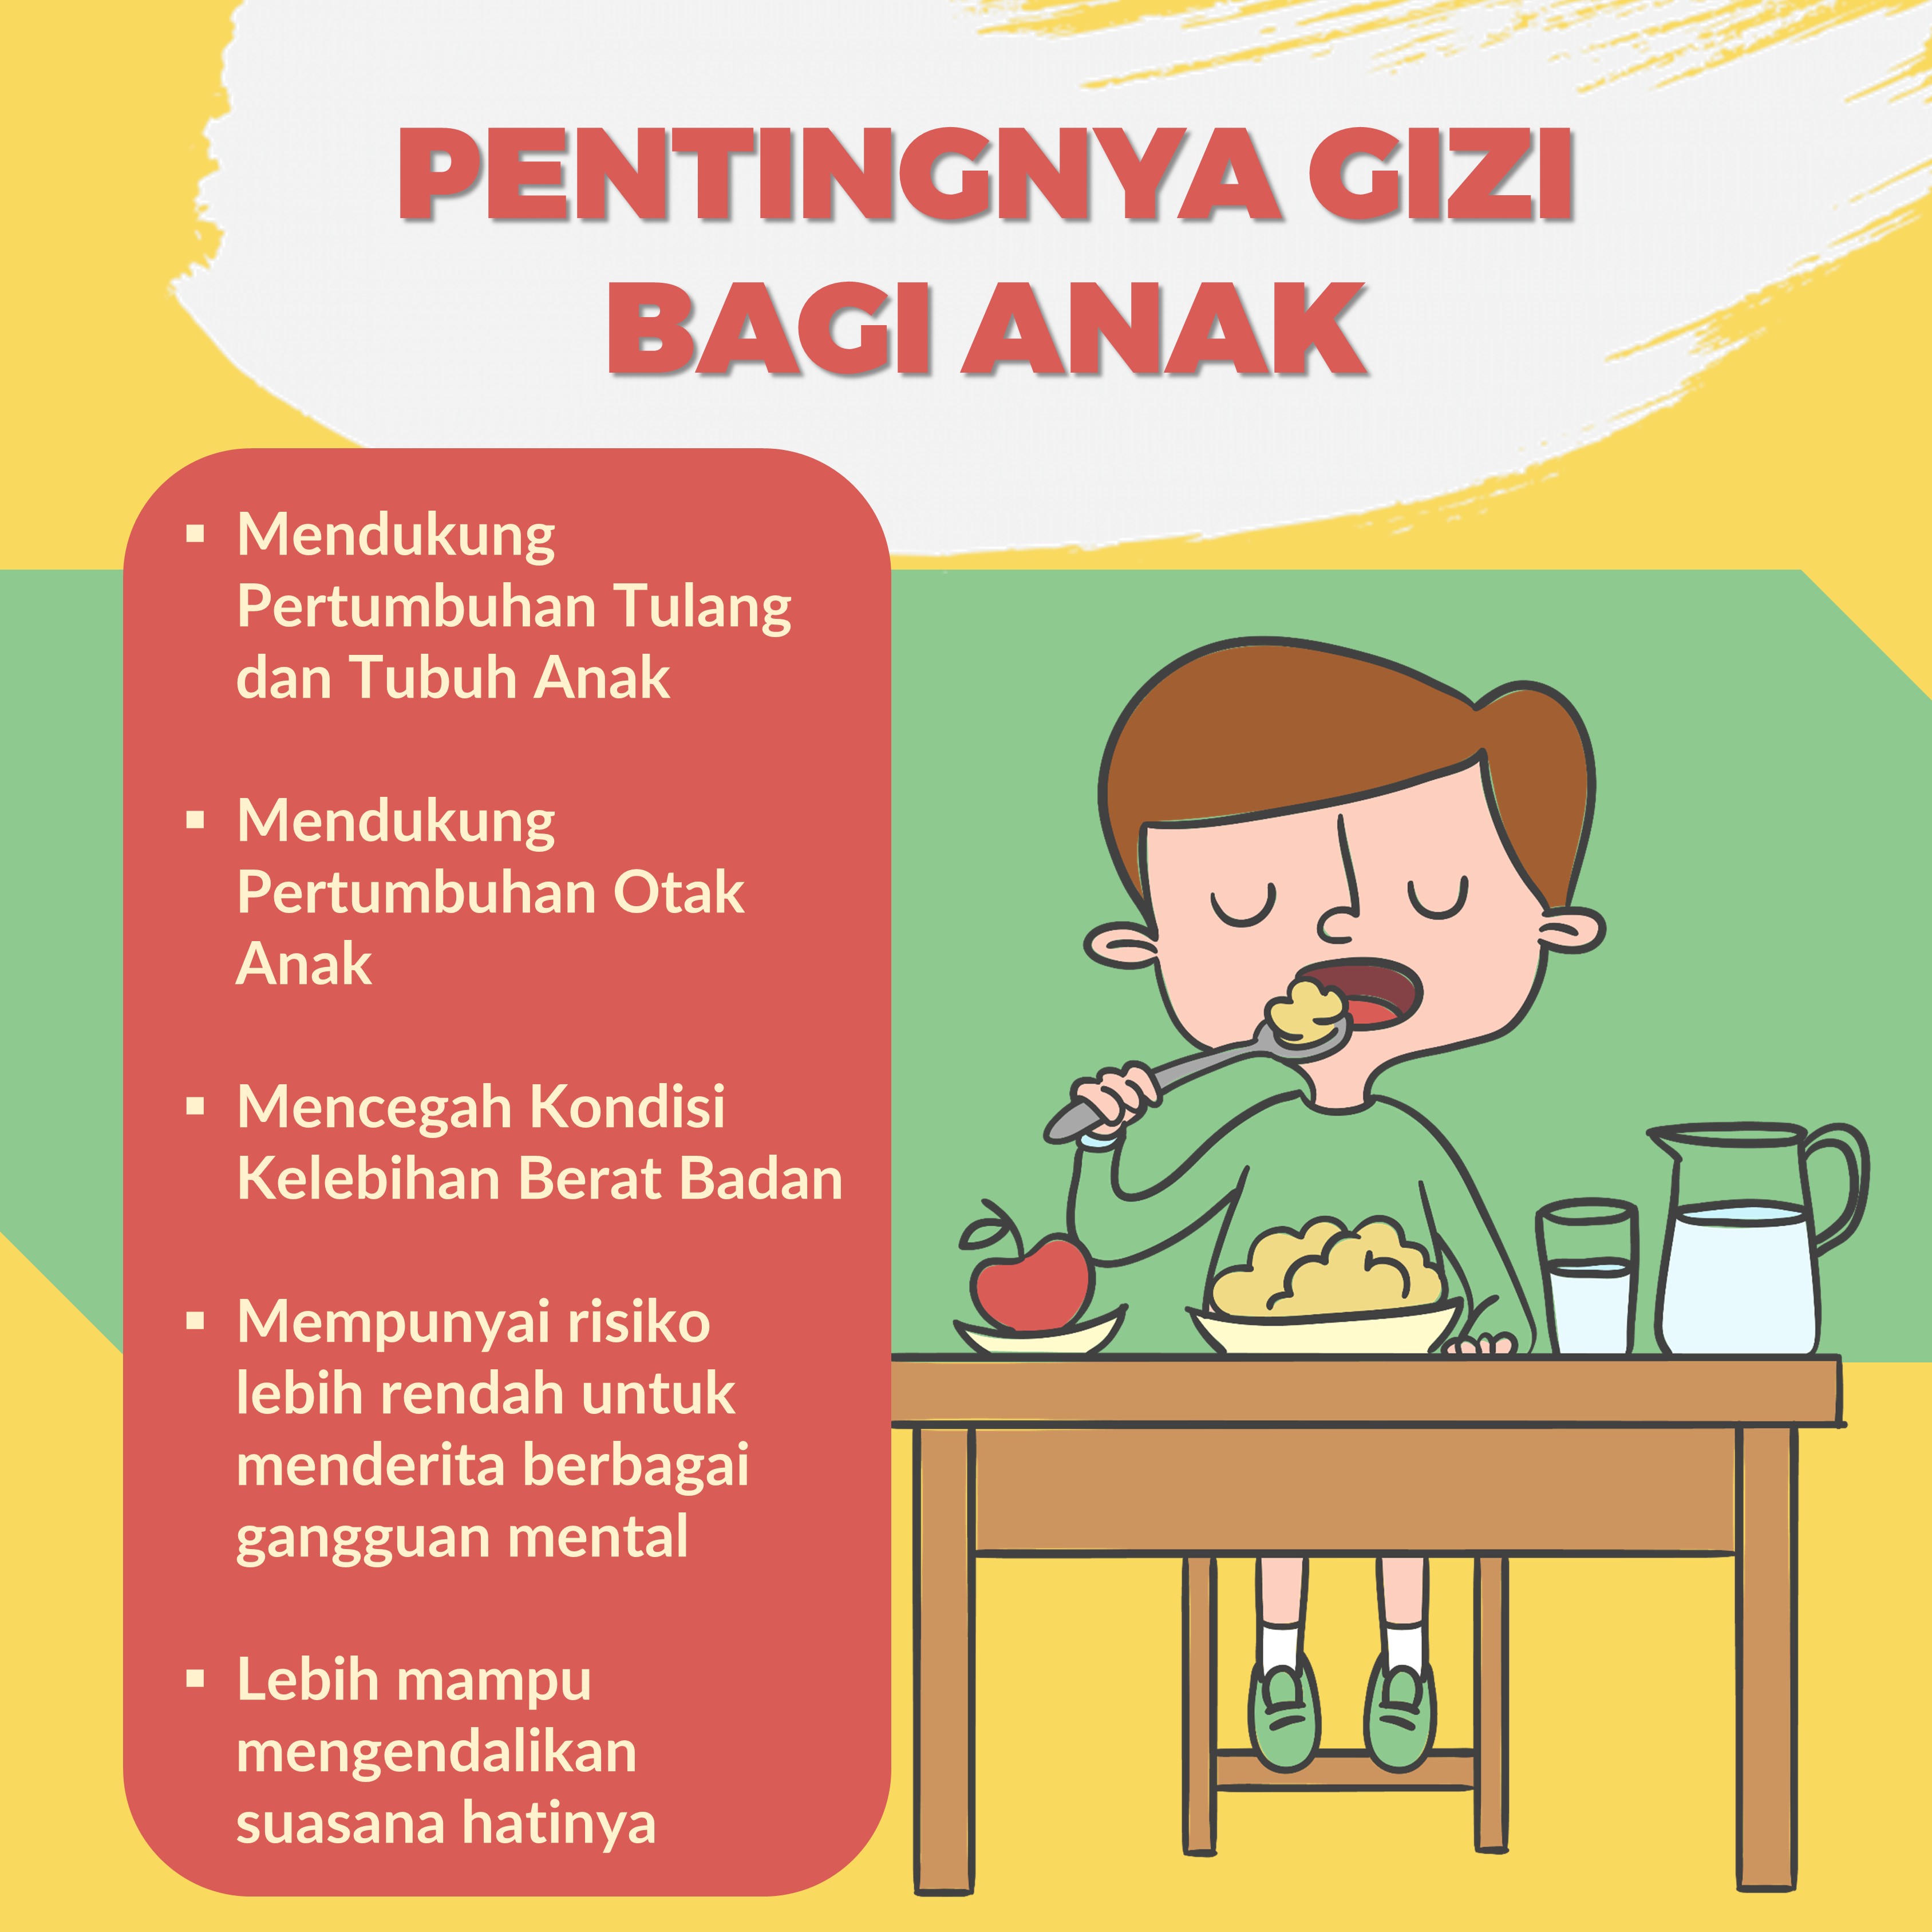 PENTINGNYA GIZI
BAGI ANAK
▪ Mendukung
Pertumbuhan Tulang
dan Tubuh Anak
▪ Mendukung
Pertumbuhan Otak
Anak
▪ Mencegah Kondisi
Kelebihan Berat Badan
▪ Mempunyai risiko
lebih rendah untuk
menderita berbagai
gangguan mental
▪ Lebih mampu
mengendalikan
suasana hatinya